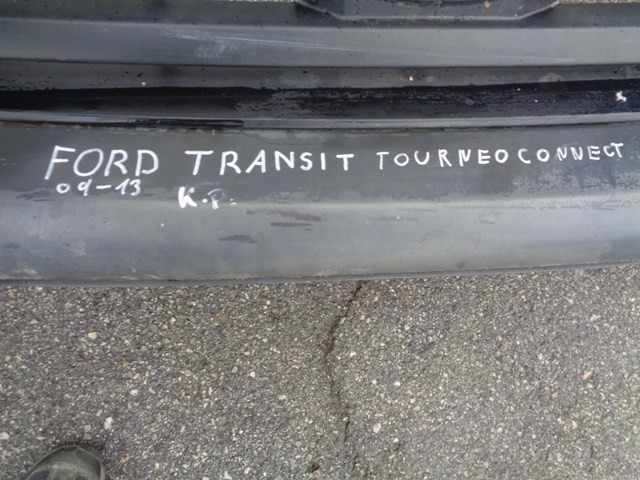 FORD TRANSIT TOURNEO CONNECT
09-13
K.P.